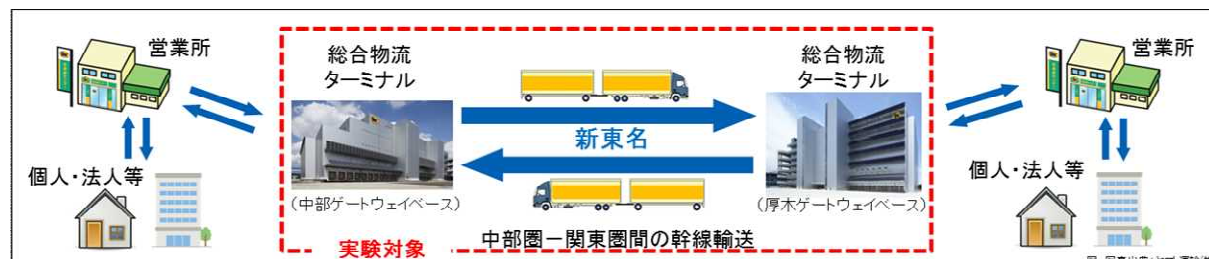 営業所
個人・法人等
総合物流
ターミナル
(中部ゲートウェイベース)
実験対象
新東名
中部圏ー関東圏間の幹線輸送
総合物流
ターミナル
(厚木ゲートウェイベース)
営業所
個人・法人等